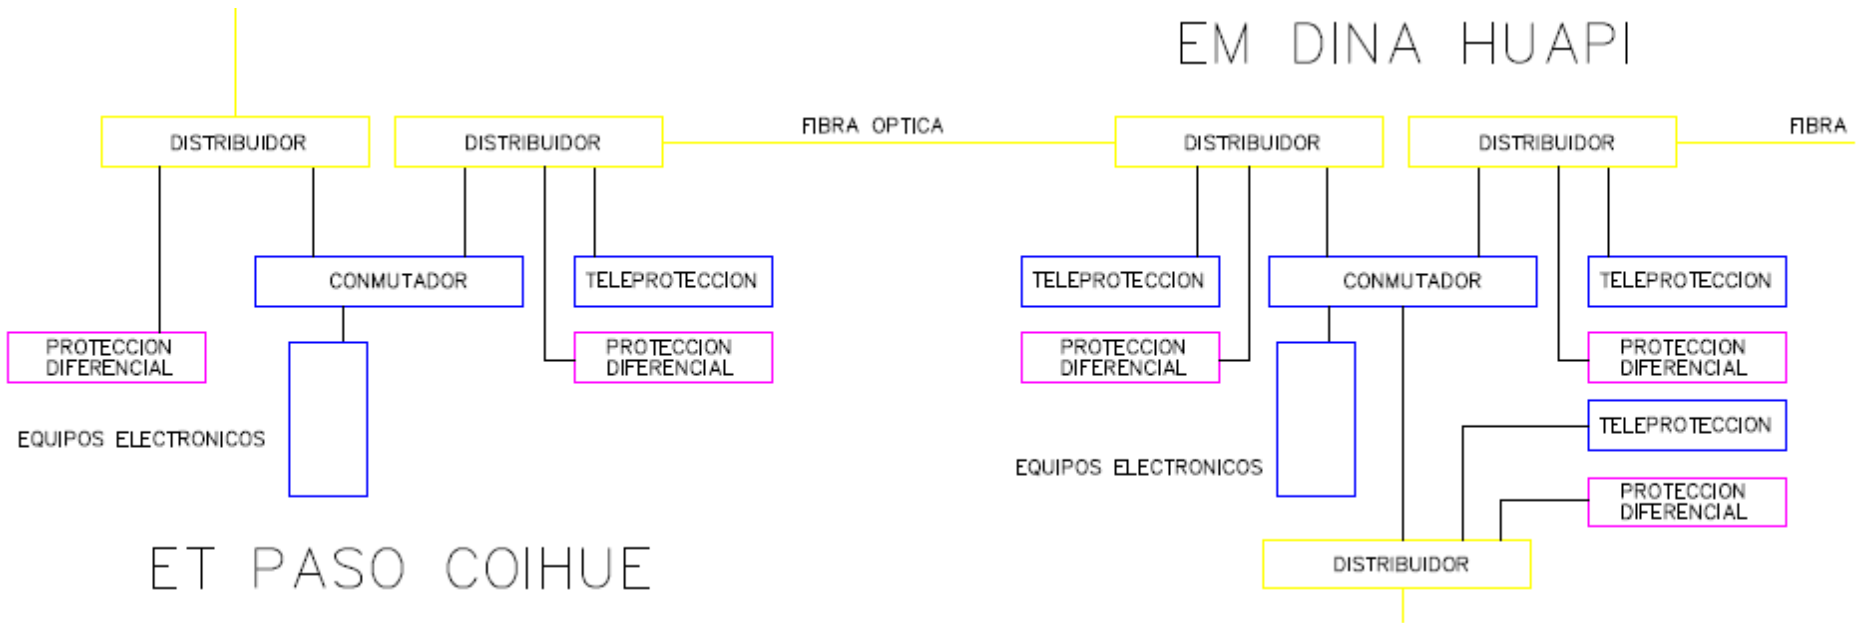 EM DINA HUAPI
FIBRA OPTICA
FIBRA
DISTRIBUIDOR
DISTRIBUIDOR
DISTRIBUIDOR
DISTRIBUIDOR
CONMUTADOR
TELEPROTECCION
TELEPROTECCION
CONMUTADOR
TELEPROTECCION
PROTECCION
DIFERENCIAL
PROTECCION
DIFERENCIAL
PROTECCION
DIFERENCIAL
PROTECCION
DIFERENCIAL
TELEPROTECCION
EQUIPOS ELECTRONICOS
EQUIPOS ELECTRONICOS
PROTECCION
DIFERENCIAL
ET PASO COIHUE
DISTRIBUIDOR